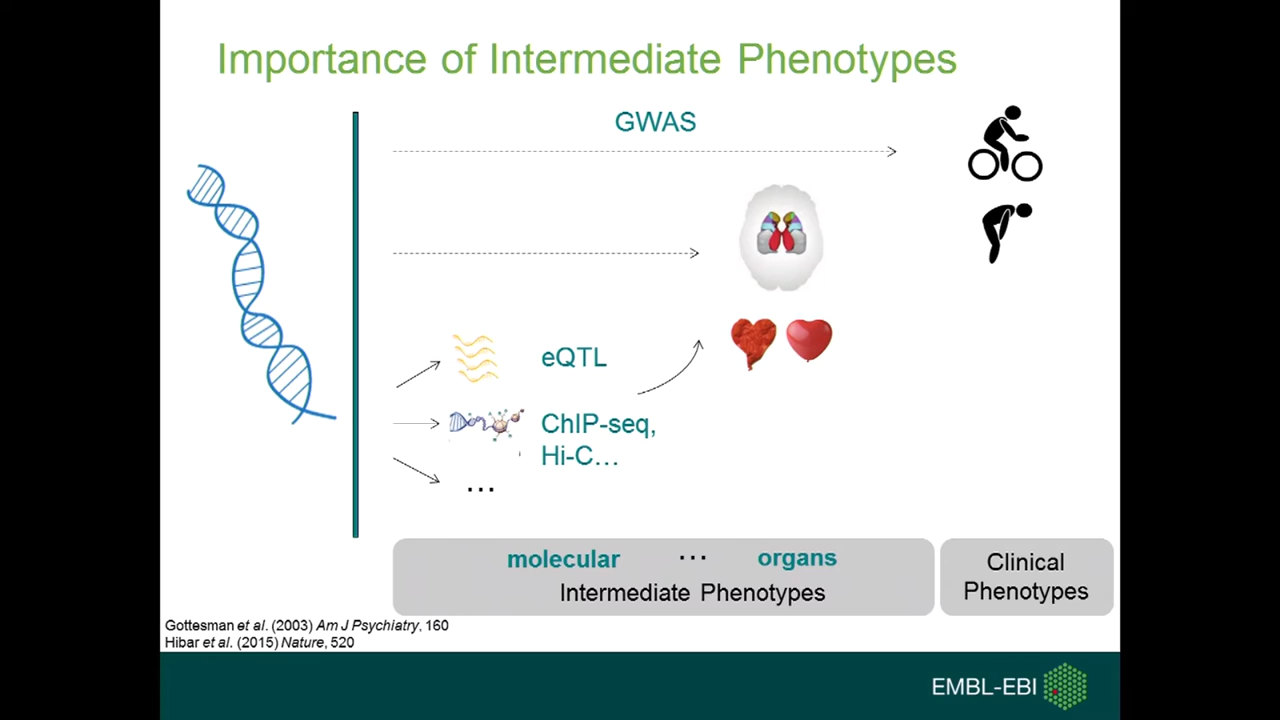 Importance of Intermediate Phenotypes
GWAS
eQTL
ChIP-seq,
Hi-C...
...
molecular ... organs
Intermediate Phenotypes
Clinical
Phenotypes
Gottesman et al. (2003) Am J Psychiatry, 160
Hibar et al. (2015) Nature, 520
EMBL-EBI